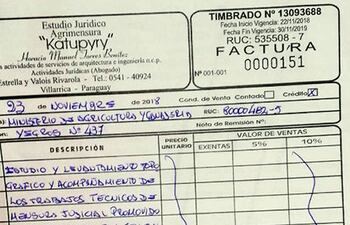 Estudio Jurídico
Agrimensura
"Katupyry"
Horacio Manuel Torres Benítez
actividades de servicios de arquitectura e ingeniería n.c.p.
Actividades Jurídicas (Abogado)
Estrella y Valois Rivarola - Tel.: 0541 - 40924
Villarrica - Paraguay
TIMBRADO Nº 13093688
Fecha Inicio Vigencia: 22/11/2018
Fecha Fin Vigencia: 30/11/2019
RUC: 535508-7
FACTURA
Nº 001-001 0000151
23 de NOVIEMBRE de 2018 Cond. de Venta Contado Crédito X
MINISTERIO DE AGRICULTURA Y GANADERIA RUC: 80001482-5
YEGROS Nº 437 Nota de Remisión Nº:
DESCRIPCIÓN PRECIO UNITARIO VALOR DE VENTAS
EXENTAS 5% 10%
ESTUDIO Y LEVANTAMIENTO TOPO
GRAFICO Y ACOMPAÑAMIENTO DE
LOS TRABAJOS TECNICOS DE
MENSURA JUDICIAL PROMOVIDO